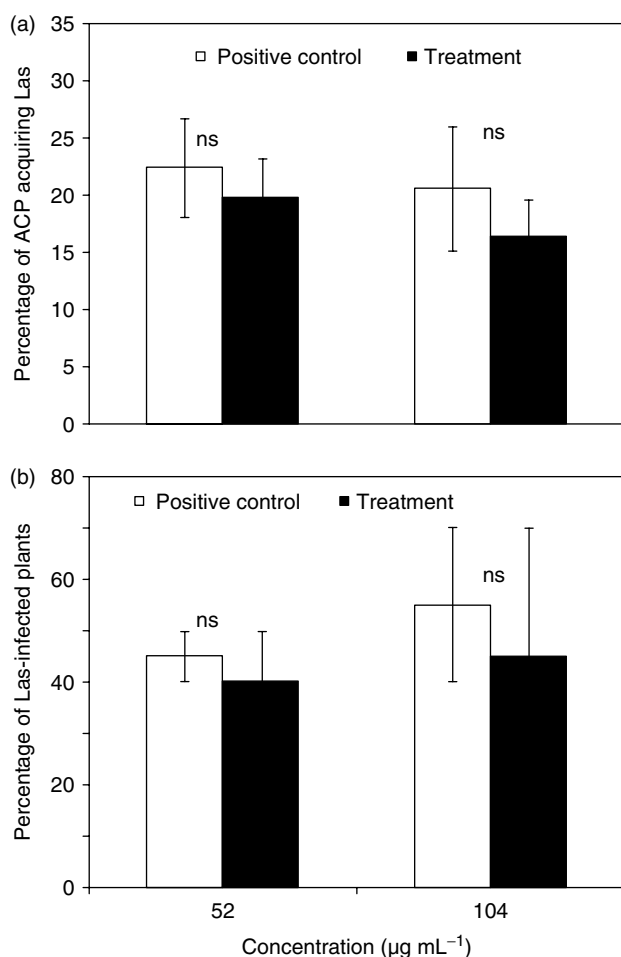 (a)
35
30
25
20
15
10
5
0
Percentage of ACP acquiring Las
Positive control Treatment
ns ns
(b)
80
60
40
20
0
Percentage of Las-infected plants
Positive control Treatment
ns ns
52 104
Concentration (µg mL⁻¹)